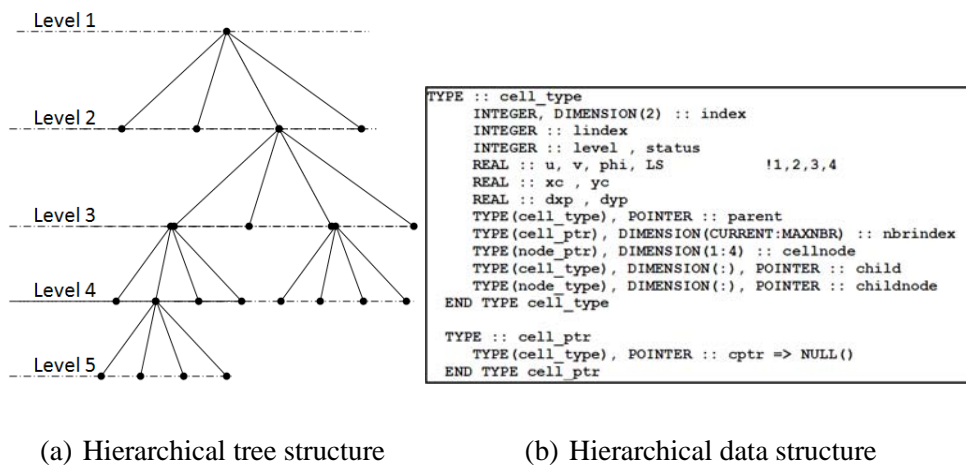 Level 1
Level 2
Level 3
Level 4
Level 5
TYPE :: cell_type
INTEGER, DIMENSION(2) :: index
INTEGER :: lindex
INTEGER :: level , status
REAL :: u, v, phi, LS !1,2,3,4
REAL :: xc , yc
REAL :: dxp , dyp
TYPE(cell_type), POINTER :: parent
TYPE(cell_ptr), DIMENSION(CURRENT:MAXNBR) :: nbrindex
TYPE(node_ptr), DIMENSION(1:4) :: cellnode
TYPE(cell_type), DIMENSION(:), POINTER :: child
TYPE(node_type), DIMENSION(:), POINTER :: childnode
END TYPE cell_type
TYPE :: cell_ptr
TYPE(cell_type), POINTER :: cptr => NULL()
END TYPE cell_ptr
(a) Hierarchical tree structure
(b) Hierarchical data structure